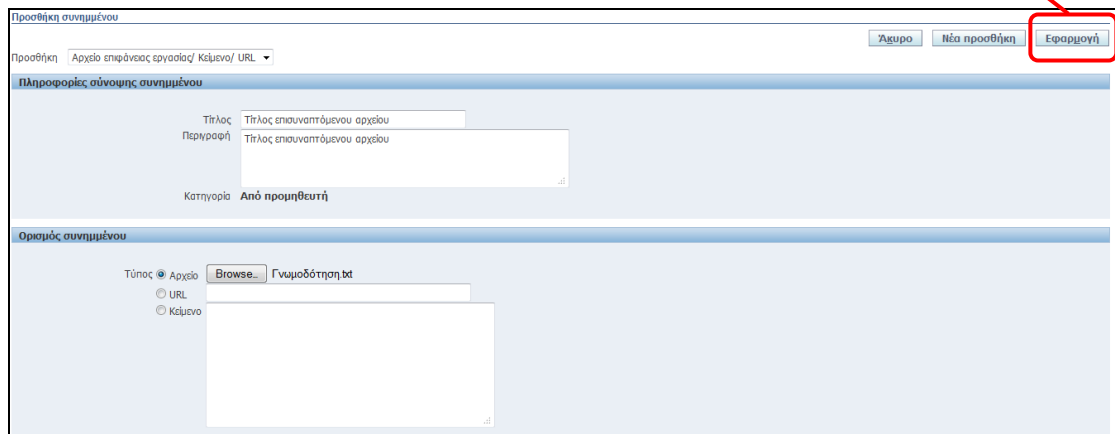 Προσθήκη συνημμένου
Άκυρο Νέα προσθήκη Εφαρμογή
Προσθήκη Αρχείο επιφάνειας εργασίας/ Κείμενο/ URL
Πληροφορίες σύνοψης συνημμένου
Τίτλος Τίτλος επισυναπτόμενου αρχείου
Περιγραφή Τίτλος επισυναπτόμενου αρχείου
Κατηγορία Από προμηθευτή
Ορισμός συνημμένου
Τύπος Αρχείο Browse... Γνωμοδότηση.txt
URL
Κείμενο